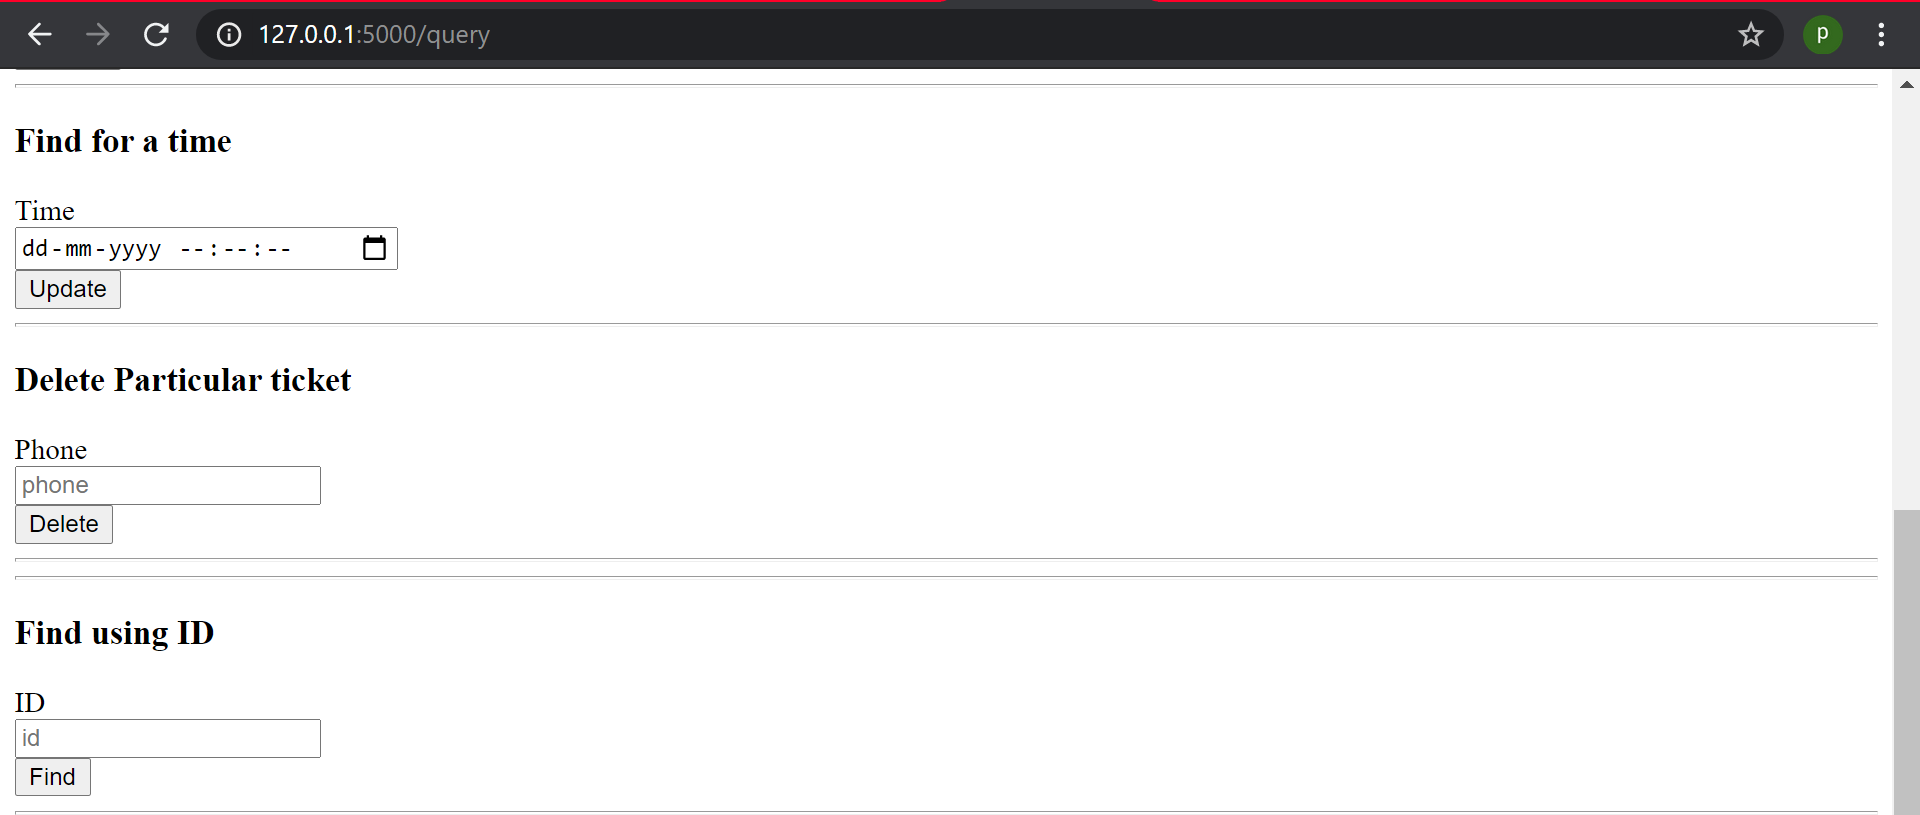 127.0.0.1:5000/query
p
Find for a time
Time
dd-mm-yyyy --:--:--
Update
Delete Particular ticket
Phone
phone
Delete
Find using ID
ID
id
Find